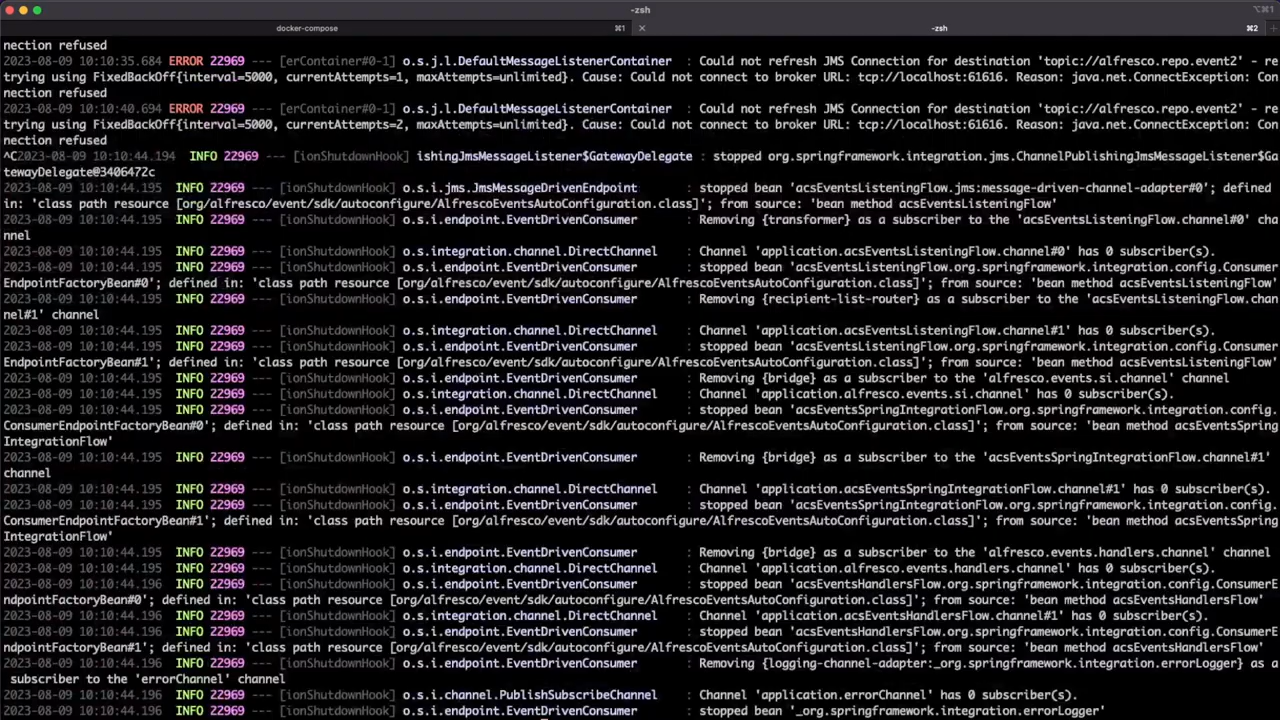 -zsh
⌥⌘1
docker-compose
⌘1
-zsh
⌘2
nection refused
2023-08-09 10:10:35.684 ERROR 22969 --- [erContainer#0-1] o.s.j.l.DefaultMessageListenerContainer : Could not refresh JMS Connection for destination 'topic://alfresco.repo.event2' - re
trying using FixedBackOff{interval=5000, currentAttempts=1, maxAttempts=unlimited}. Cause: Could not connect to broker URL: tcp://localhost:61616. Reason: java.net.ConnectException: Con
nection refused
2023-08-09 10:10:40.694 ERROR 22969 --- [erContainer#0-1] o.s.j.l.DefaultMessageListenerContainer : Could not refresh JMS Connection for destination 'topic://alfresco.repo.event2' - re
trying using FixedBackOff{interval=5000, currentAttempts=2, maxAttempts=unlimited}. Cause: Could not connect to broker URL: tcp://localhost:61616. Reason: java.net.ConnectException: Con
nection refused
^C2023-08-09 10:10:44.194 INFO 22969 --- [ionShutdownHook] ishingJmsMessageListener$GatewayDelegate : stopped org.springframework.integration.jms.ChannelPublishingJmsMessageListener$Ga
tewayDelegate@3406472c
2023-08-09 10:10:44.195 INFO 22969 --- [ionShutdownHook] o.s.i.jms.JmsMessageDrivenEndpoint : stopped bean 'acsEventsListeningFlow.jms:message-driven-channel-adapter#0'; defined
in: 'class path resource [org/alfresco/event/sdk/autoconfigure/AlfrescoEventsAutoConfiguration.class]'; from source: 'bean method acsEventsListeningFlow'
2023-08-09 10:10:44.195 INFO 22969 --- [ionShutdownHook] o.s.i.endpoint.EventDrivenConsumer : Removing {transformer} as a subscriber to the 'acsEventsListeningFlow.channel#0' cha
nnel
2023-08-09 10:10:44.195 INFO 22969 --- [ionShutdownHook] o.s.integration.channel.DirectChannel : Channel 'application.acsEventsListeningFlow.channel#0' has 0 subscriber(s).
2023-08-09 10:10:44.195 INFO 22969 --- [ionShutdownHook] o.s.i.endpoint.EventDrivenConsumer : stopped bean 'acsEventsListeningFlow.org.springframework.integration.config.Consumer
EndpointFactoryBean#0'; defined in: 'class path resource [org/alfresco/event/sdk/autoconfigure/AlfrescoEventsAutoConfiguration.class]'; from source: 'bean method acsEventsListeningFlow'
2023-08-09 10:10:44.195 INFO 22969 --- [ionShutdownHook] o.s.i.endpoint.EventDrivenConsumer : Removing {recipient-list-router} as a subscriber to the 'acsEventsListeningFlow.chan
nel#1' channel
2023-08-09 10:10:44.195 INFO 22969 --- [ionShutdownHook] o.s.integration.channel.DirectChannel : Channel 'application.acsEventsListeningFlow.channel#1' has 0 subscriber(s).
2023-08-09 10:10:44.195 INFO 22969 --- [ionShutdownHook] o.s.i.endpoint.EventDrivenConsumer : stopped bean 'acsEventsListeningFlow.org.springframework.integration.config.Consumer
EndpointFactoryBean#1'; defined in: 'class path resource [org/alfresco/event/sdk/autoconfigure/AlfrescoEventsAutoConfiguration.class]'; from source: 'bean method acsEventsListeningFlow'
2023-08-09 10:10:44.195 INFO 22969 --- [ionShutdownHook] o.s.i.endpoint.EventDrivenConsumer : Removing {bridge} as a subscriber to the 'alfresco.events.si.channel' channel
2023-08-09 10:10:44.195 INFO 22969 --- [ionShutdownHook] o.s.integration.channel.DirectChannel : Channel 'application.alfresco.events.si.channel' has 0 subscriber(s).
2023-08-09 10:10:44.195 INFO 22969 --- [ionShutdownHook] o.s.i.endpoint.EventDrivenConsumer : stopped bean 'acsEventsSpringIntegrationFlow.org.springframework.integration.config.
ConsumerEndpointFactoryBean#0'; defined in: 'class path resource [org/alfresco/event/sdk/autoconfigure/AlfrescoEventsAutoConfiguration.class]'; from source: 'bean method acsEventsSpring
IntegrationFlow'
2023-08-09 10:10:44.195 INFO 22969 --- [ionShutdownHook] o.s.i.endpoint.EventDrivenConsumer : Removing {bridge} as a subscriber to the 'acsEventsSpringIntegrationFlow.channel#1'
channel
2023-08-09 10:10:44.195 INFO 22969 --- [ionShutdownHook] o.s.integration.channel.DirectChannel : Channel 'application.acsEventsSpringIntegrationFlow.channel#1' has 0 subscriber(s).
2023-08-09 10:10:44.195 INFO 22969 --- [ionShutdownHook] o.s.i.endpoint.EventDrivenConsumer : stopped bean 'acsEventsSpringIntegrationFlow.org.springframework.integration.config.
ConsumerEndpointFactoryBean#1'; defined in: 'class path resource [org/alfresco/event/sdk/autoconfigure/AlfrescoEventsAutoConfiguration.class]'; from source: 'bean method acsEventsSpring
IntegrationFlow'
2023-08-09 10:10:44.195 INFO 22969 --- [ionShutdownHook] o.s.i.endpoint.EventDrivenConsumer : Removing {bridge} as a subscriber to the 'alfresco.events.handlers.channel' channel
2023-08-09 10:10:44.195 INFO 22969 --- [ionShutdownHook] o.s.integration.channel.DirectChannel : Channel 'application.alfresco.events.handlers.channel' has 0 subscriber(s).
2023-08-09 10:10:44.196 INFO 22969 --- [ionShutdownHook] o.s.i.endpoint.EventDrivenConsumer : stopped bean 'acsEventsHandlersFlow.org.springframework.integration.config.ConsumerE
ndpointFactoryBean#0'; defined in: 'class path resource [org/alfresco/event/sdk/autoconfigure/AlfrescoEventsAutoConfiguration.class]'; from source: 'bean method acsEventsHandlersFlow'
2023-08-09 10:10:44.196 INFO 22969 --- [ionShutdownHook] o.s.integration.channel.DirectChannel : Channel 'application.acsEventsHandlersFlow.channel#1' has 0 subscriber(s).
2023-08-09 10:10:44.196 INFO 22969 --- [ionShutdownHook] o.s.i.endpoint.EventDrivenConsumer : stopped bean 'acsEventsHandlersFlow.org.springframework.integration.config.ConsumerE
ndpointFactoryBean#1'; defined in: 'class path resource [org/alfresco/event/sdk/autoconfigure/AlfrescoEventsAutoConfiguration.class]'; from source: 'bean method acsEventsHandlersFlow'
2023-08-09 10:10:44.196 INFO 22969 --- [ionShutdownHook] o.s.i.endpoint.EventDrivenConsumer : Removing {logging-channel-adapter:_org.springframework.integration.errorLogger} as a
subscriber to the 'errorChannel' channel
2023-08-09 10:10:44.196 INFO 22969 --- [ionShutdownHook] o.s.i.channel.PublishSubscribeChannel : Channel 'application.errorChannel' has 0 subscriber(s).
2023-08-09 10:10:44.196 INFO 22969 --- [ionShutdownHook] o.s.i.endpoint.EventDrivenConsumer : stopped bean '_org.springframework.integration.errorLogger'